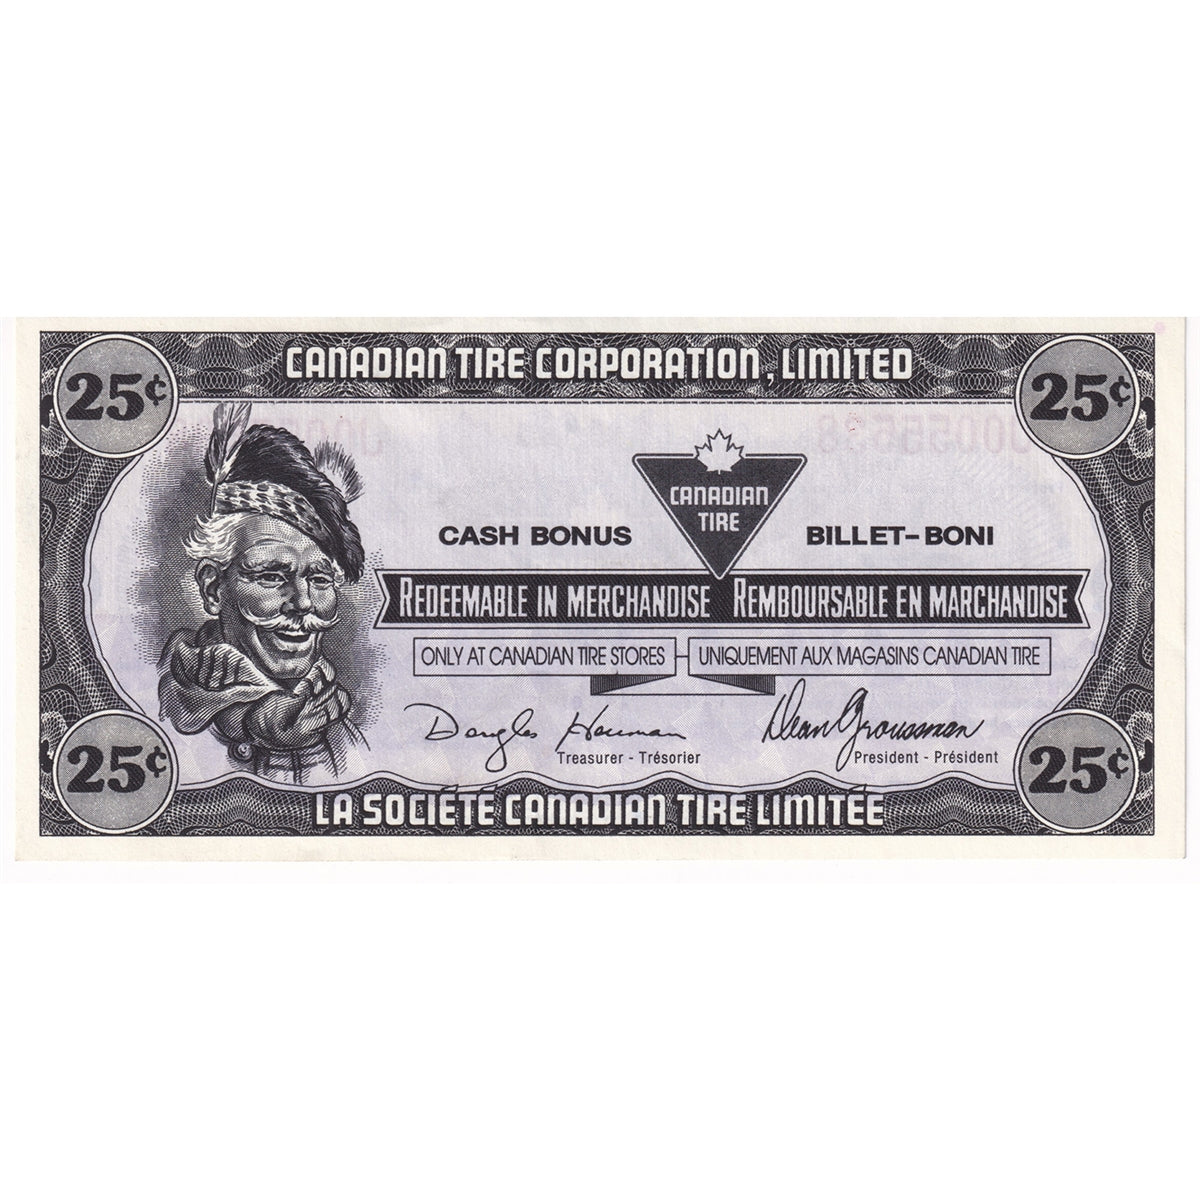 CANADIAN TIRE CORPORATION, LIMITED
25¢ 25¢
CANADIAN
TIRE
CASH BONUS BILLET-BONI
REDEEMABLE IN MERCHANDISE REMBOURSABLE EN MARCHANDISE
ONLY AT CANADIAN TIRE STORES UNIQUEMENT AUX MAGASINS CANADIAN TIRE
Dean Groussman
Treasurer - Trésorier President - Président
25¢ 25¢
LA SOCIÉTÉ CANADIAN TIRE LIMITÉE